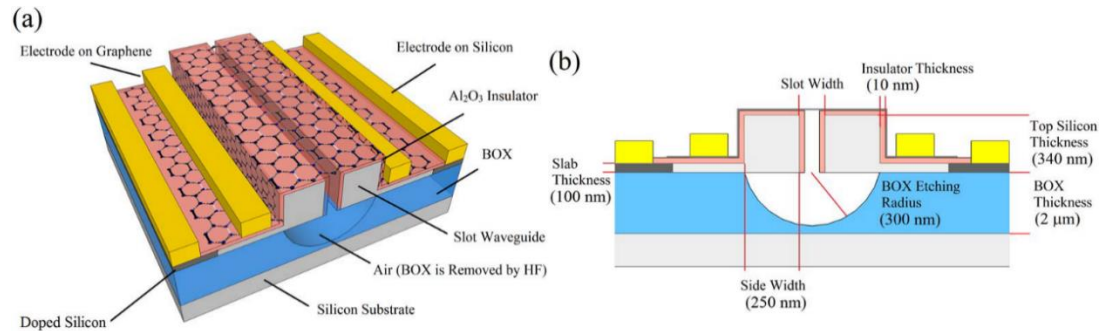 (a)
Electrode on Graphene
Electrode on Silicon
Al₂O₃ Insulator
BOX
Slot Waveguide
Air (BOX is Removed by HF)
Silicon Substrate
Doped Silicon
(b)
Slot Width
Insulator Thickness
(10 nm)
Top Silicon
Thickness
(340 nm)
Slab
Thickness
(100 nm)
BOX Etching
Radius
(300 nm)
BOX
Thickness
(2 μm)
Side Width
(250 nm)